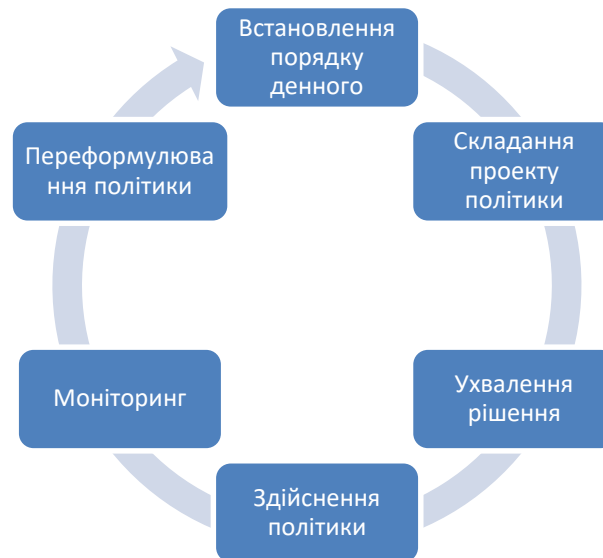 Встановлення
порядку
денного
Складання
проекту
політики
Ухвалення
рішення
Здійснення
політики
Моніторинг
Переформулюва
ння політики